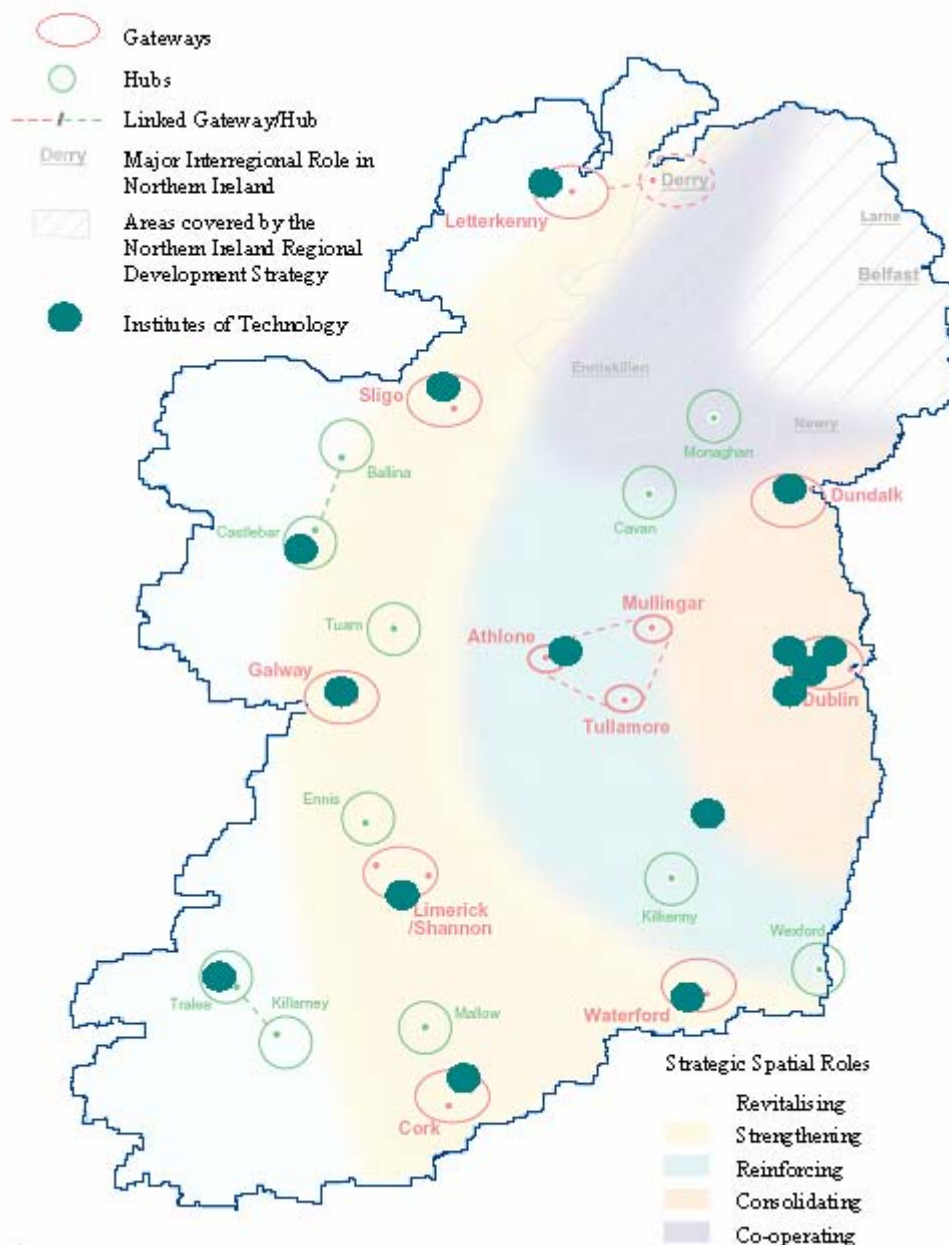 Gateways
Hubs
Linked Gateway/Hub
Derry
Major Interregional Role in
Northern Ireland
Areas covered by the
Northern Ireland Regional
Development Strategy
Institutes of Technology
Derry
Letterkenny
Larne
Belfast
Enniskillen
Sligo
Newry
Monaghan
Ballina
Dundalk
Cavan
Castlebar
Mullingar
Tuam
Athlone
Galway
Dublin
Tullamore
Ennis
Limerick
/Shannon
Kilkenny
Wexford
Tralee
Killarney
Mallow
Waterford
Cork
Strategic Spatial Roles
Revitalising
Strengthening
Reinforcing
Consolidating
Co-operating